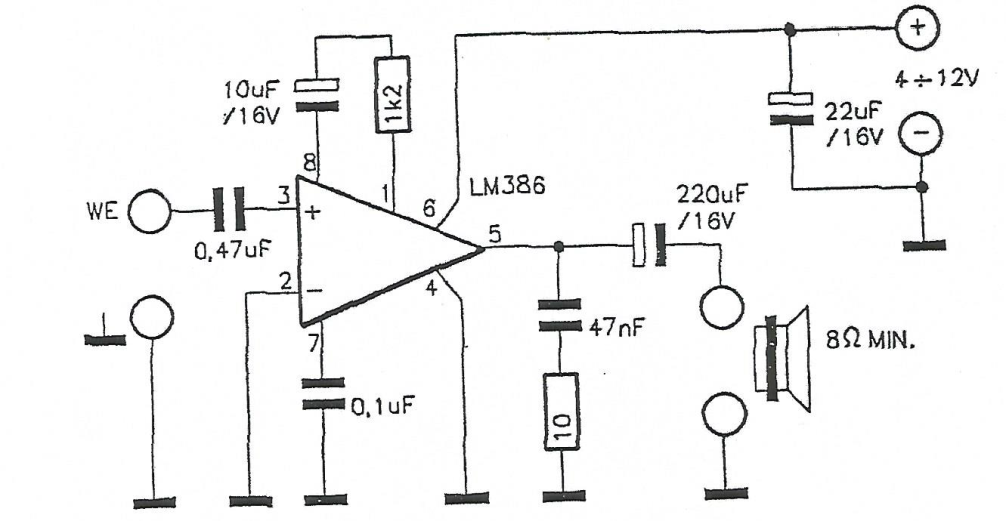 10uF
/16V
1k2
+
4÷12V
22uF
/16V
−
8
1
6
LM386
WE
3
+
0,47uF
220uF
/16V
5
2
−
4
7
0,1uF
47nF
10
8Ω MIN.